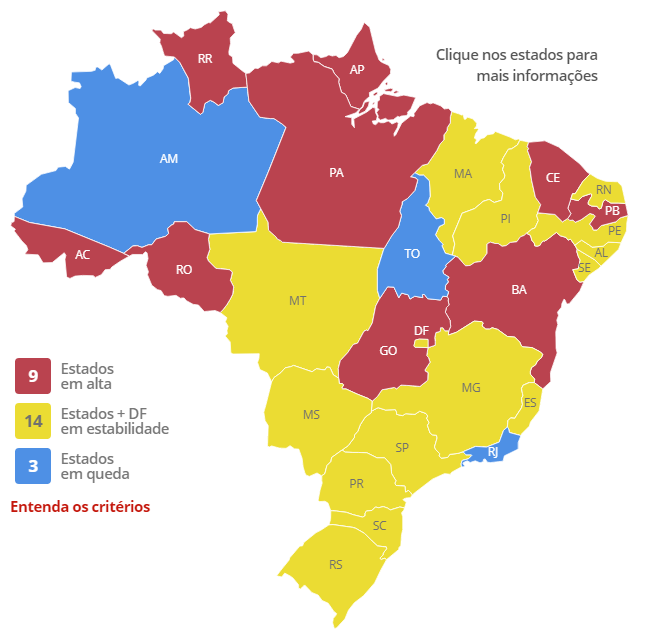 Clique nos estados para
mais informações
RR
AP
AM
PA
MA
CE
RN
PB
PI
PE
AC
RO
TO
AL
SE
BA
MT
DF
GO
9 Estados
em alta
MG
ES
14 Estados + DF
em estabilidade
MS
SP
RJ
3 Estados
em queda
PR
Entenda os critérios
SC
RS